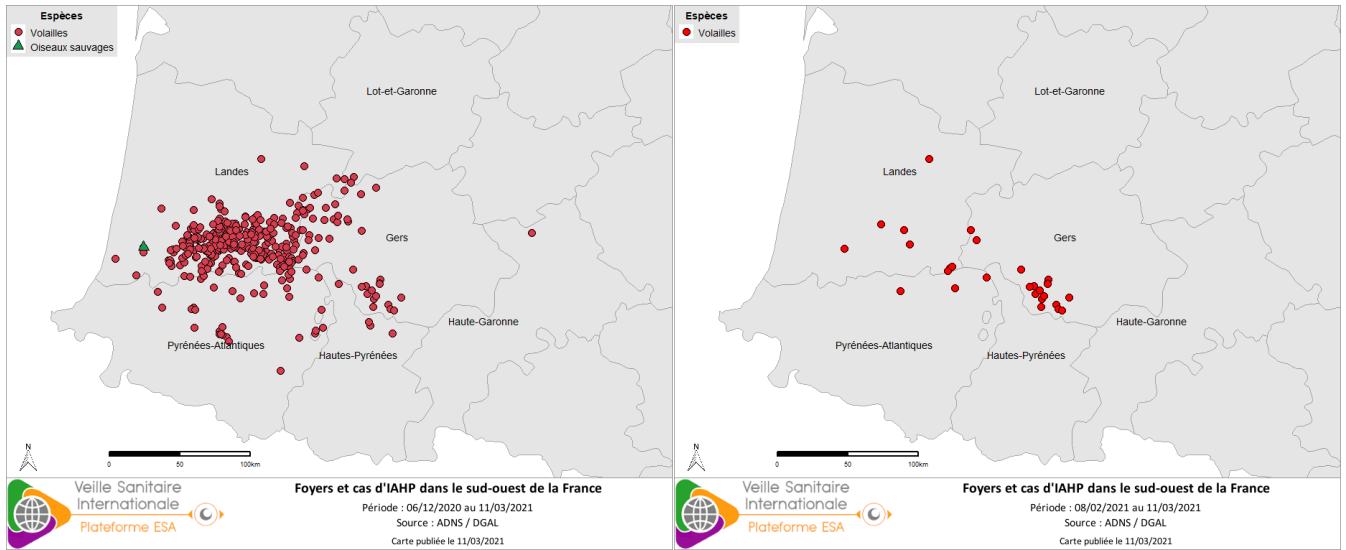 Espèces
Volailles
Oiseaux sauvages
Lot-et-Garonne
Landes
Gers
Haute-Garonne
Pyrénées-Atlantiques
Hautes-Pyrénées
N
0 50 100km
Veille Sanitaire
Internationale
Plateforme ESA
Foyers et cas d'IAHP dans le sud-ouest de la France
Période : 06/12/2020 au 11/03/2021
Source : ADNS / DGAL
Carte publiée le 11/03/2021
Espèces
Volailles
Lot-et-Garonne
Landes
Gers
Haute-Garonne
Pyrénées-Atlantiques
Hautes-Pyrénées
N
0 50 100km
Veille Sanitaire
Internationale
Plateforme ESA
Foyers et cas d'IAHP dans le sud-ouest de la France
Période : 08/02/2021 au 11/03/2021
Source : ADNS / DGAL
Carte publiée le 11/03/2021